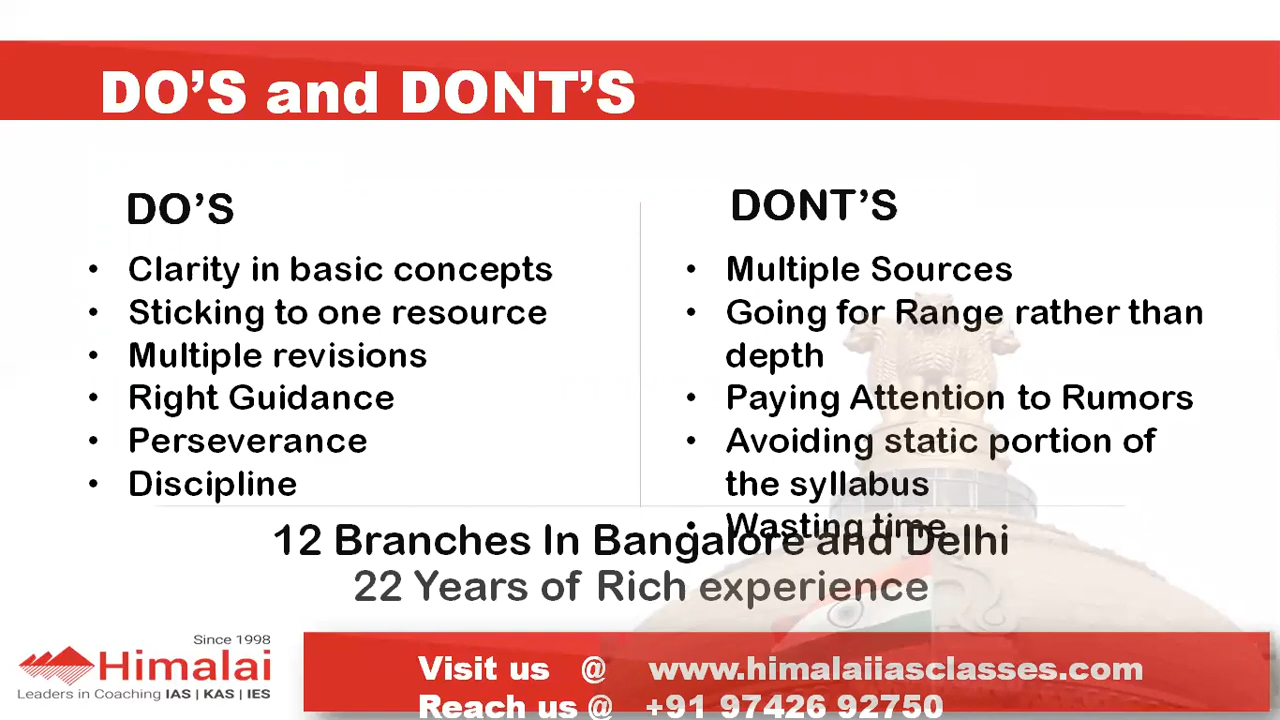 DO'S and DONT'S
DO'S
• Clarity in basic concepts
• Sticking to one resource
• Multiple revisions
• Right Guidance
• Perseverance
• Discipline
DONT'S
• Multiple Sources
• Going for Range rather than
depth
• Paying Attention to Rumors
• Avoiding static portion of
the syllabus
• Wasting time
12 Branches In Bangalore and Delhi
22 Years of Rich experience
Since 1998
Himalai
Leaders in Coaching IAS | KAS | IES
Visit us @ www.himalaiiasclasses.com
Reach us @ +91 97426 92750